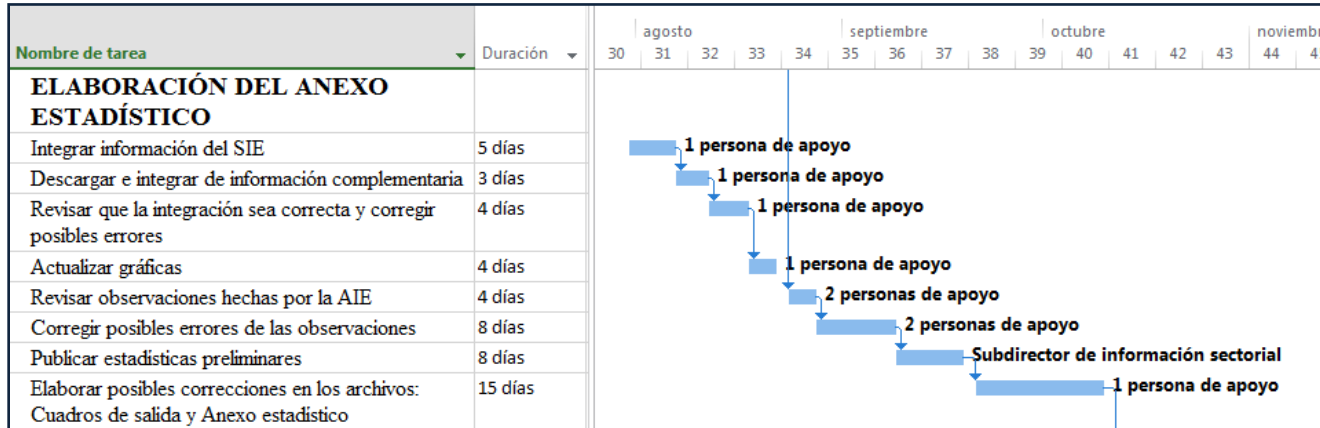 agosto septiembre octubre noviembr
Nombre de tarea Duración 30 31 32 33 34 35 36 37 38 39 40 41 42 43 44
ELABORACIÓN DEL ANEXO
ESTADÍSTICO
Integrar información del SIE 5 días 1 persona de apoyo
Descargar e integrar de información complementaria 3 días 1 persona de apoyo
Revisar que la integración sea correcta y corregir 4 días 1 persona de apoyo
posibles errores
Actualizar gráficas 4 días 1 persona de apoyo
Revisar observaciones hechas por la AIE 4 días 2 personas de apoyo
Corregir posibles errores de las observaciones 8 días 2 personas de apoyo
Publicar estadísticas preliminares 8 días Subdirector de información sectorial
Elaborar posibles correcciones en los archivos: 15 días 1 persona de apoyo
Cuadros de salida y Anexo estadístico